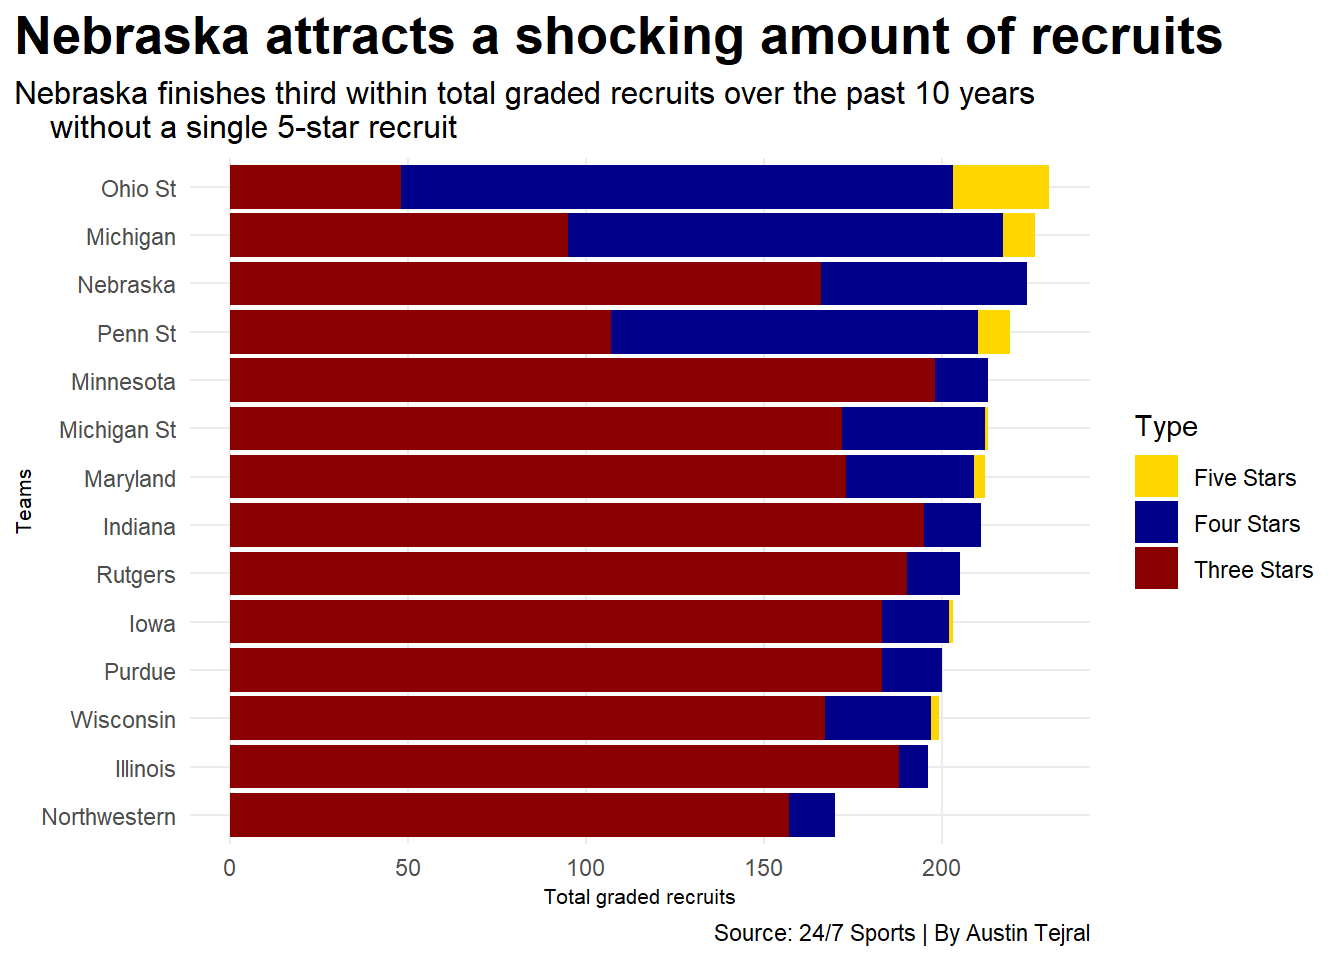 Nebraska attracts a shocking amount of recruits
Nebraska finishes third within total graded recruits over the past 10 years
without a single 5-star recruit
Ohio St
Michigan
Nebraska
Penn St
Minnesota
Michigan St
Maryland
Indiana
Rutgers
Iowa
Purdue
Wisconsin
Illinois
Northwestern
Teams
0 50 100 150 200
Total graded recruits
Type
Five Stars
Four Stars
Three Stars
Source: 24/7 Sports | By Austin Tejral